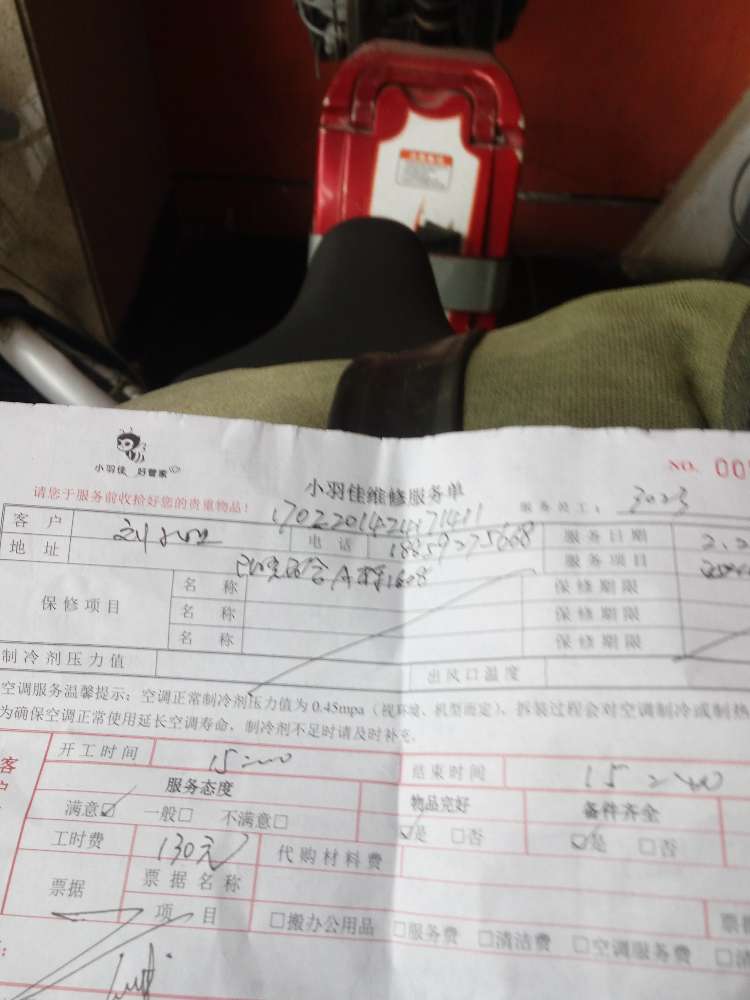 小羽佳 好管家
NO. 00
小羽佳维修服务单
请您于服务前收检好您的贵重物品!
服务员工: 3023
客户 电话 服务日期
地址 服务项目
保修项目 名称 保修期限
名称 保修期限
名称 保修期限
制冷剂压力值 出风口温度
空调服务温馨提示:空调正常制冷剂压力值为 0.45mpa(视环境、机型而定)、拆装过程会对空调制冷或制热
为确保空调正常使用延长空调寿命,制冷剂不足时请及时补充.
开工时间 15:00 结束时间 15:40
服务态度 物品完好 备件齐全
满意☑ 一般□ 不满意□ ☑是 □否 ☑是 □否
工时费 130元 代购材料费
票据 票据名称
项目 □搬办公用品 □服务费 □清洁费 □空调服务费